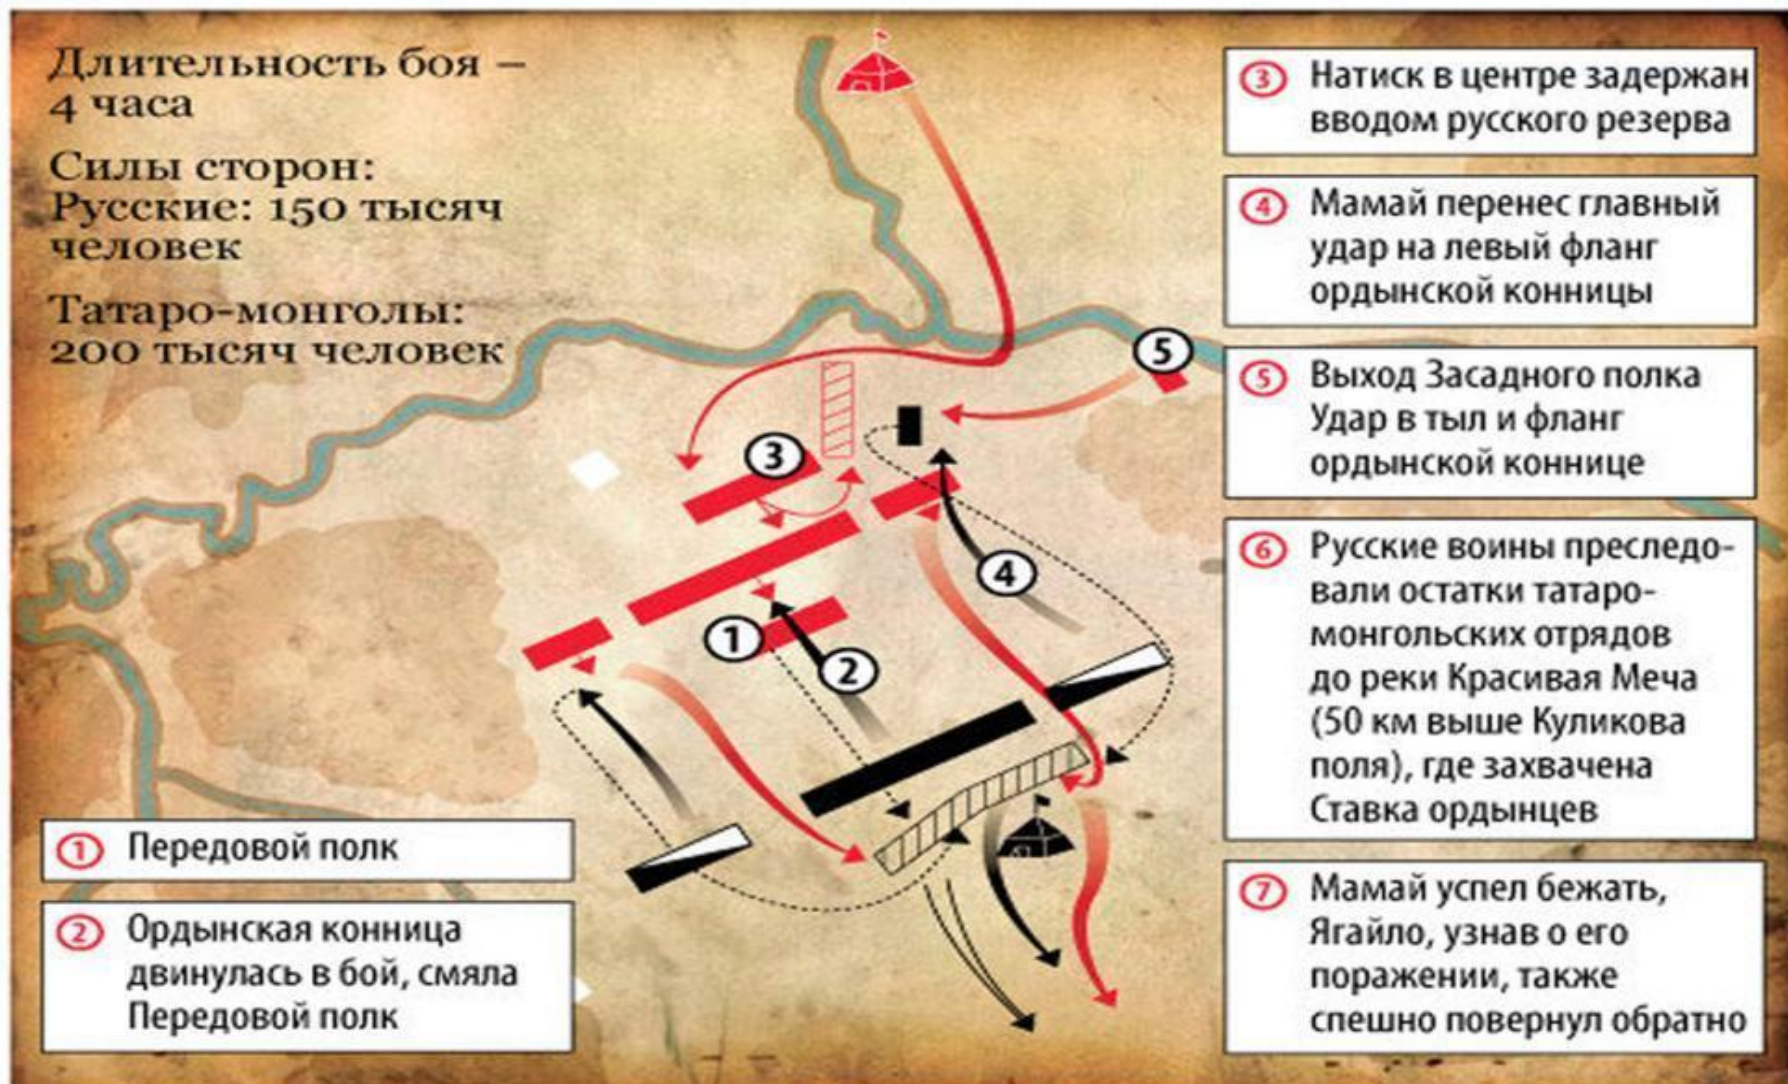 Длительность боя –
4 часа
Силы сторон:
Русские: 150 тысяч
человек
Татаро-монголы:
200 тысяч человек
3 Натиск в центре задержан
вводом русского резерва
4 Мамай перенес главный
удар на левый фланг
ордынской конницы
5 Выход Засадного полка
Удар в тыл и фланг
ордынской коннице
6 Русские воины преследо-
вали остатки татаро-
монгольских отрядов
до реки Красивая Меча
(50 км выше Куликова
поля), где захвачена
Ставка ордынцев
7 Мамай успел бежать,
Ягайло, узнав о его
поражении, также
спешно повернул обратно
1 Передовой полк
2 Ордынская конница
двинулась в бой, смяла
Передовой полк
5
3
4
1
2